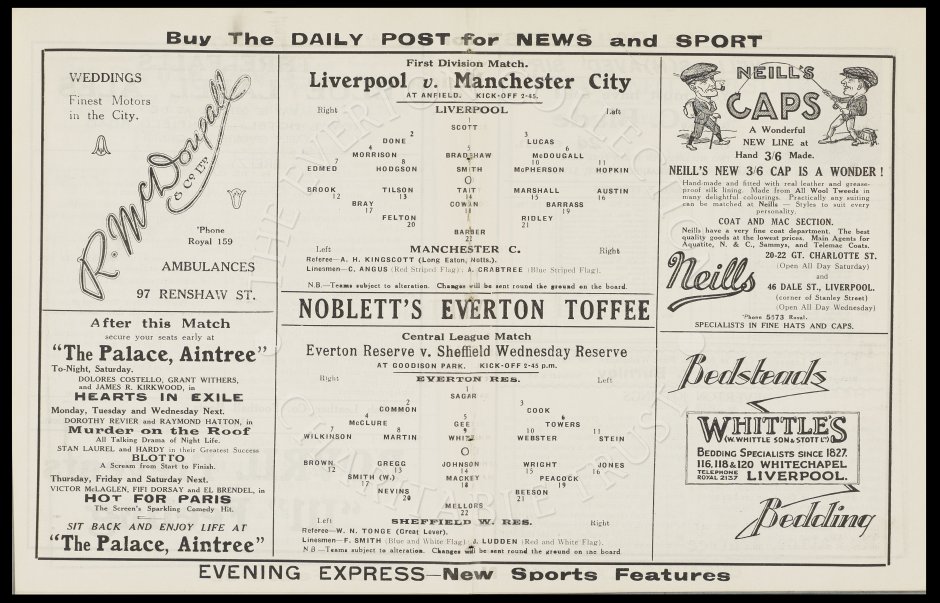 Buy The DAILY POST for NEWS and SPORT
WEDDINGS
Finest Motors
in the City.
R. McDougall
& CO. LTD.
'Phone
Royal 159
AMBULANCES
97 RENSHAW ST.
After this Match
secure your seats early at
"The Palace, Aintree"
To-Night, Saturday.
DOLORES COSTELLO, GRANT WITHERS,
and JAMES R. KIRKWOOD, in
HEARTS IN EXILE
Monday, Tuesday and Wednesday Next.
DOROTHY REVIER and RAYMOND HATTON, in
Murder on the Roof
All Talking Drama of Night Life.
STAN LAUREL and HARDY in their Greatest Success
BLOTTO
A Scream from Start to Finish.
Thursday, Friday and Saturday Next.
VICTOR McLAGLEN, FIFI DORSAY and EL BRENDEL, in
HOT FOR PARIS
The Screen's Sparkling Comedy Hit.
SIT BACK AND ENJOY LIFE AT
"The Palace, Aintree"
First Division Match.
Liverpool v. Manchester City
AT ANFIELD. KICK-OFF 2-45.
Right LIVERPOOL Left
1
SCOTT
2 3
DONE LUCAS
4 5 6
MORRISON BRADSHAW McDOUGALL
7 8 9 10 11
EDMED HODGSON SMITH McPHERSON HOPKIN
O
BROOK TILSON TAIT MARSHALL AUSTIN
12 13 14 15 16
BRAY COWAN BARRASS
17 18 19
FELTON RIDLEY
20 21
BARBER
22
Left MANCHESTER C. Right
Referee—A. H. KINGSCOTT (Long Eaton, Notts.).
Linesmen—C. ANGUS (Red Striped Flag); A. CRABTREE (Blue Striped Flag).
N.B.—Teams subject to alteration. Changes will be sent round the ground on the board.
NOBLETT'S EVERTON TOFFEE
Central League Match
Everton Reserve v. Sheffield Wednesday Reserve
AT GOODISON PARK. KICK-OFF 2-45 p.m.
Right EVERTON RES. Left
1
SAGAR
2 3
COMMON COOK
4 5 6
McCLURE GEE TOWERS
7 8 9 10 11
WILKINSON MARTIN WHITE WEBSTER STEIN
O
BROWN GREGG JOHNSON WRIGHT JONES
12 13 14 15 16
SMITH (W.) MACKEY PEACOCK
17 18 19
NEVINS BEESON
20 21
MELLORS
22
Left SHEFFIELD W. RES. Right
Referee—W. N. TONGE (Great Lever).
Linesmen—F. SMITH (Blue and White Flag) J. LUDDEN (Red and White Flag).
N.B—Teams subject to alteration. Changes will be sent round the ground on the board
NEILL'S
CAPS
A Wonderful
NEW LINE at
Hand 3/6 Made.
NEILL'S NEW 3/6 CAP IS A WONDER!
Hand-made and fitted with real leather and grease-
proof silk lining. Made from All Wool Tweeds in
many delightful colourings. Practically any suiting
can be matched at Neills — Styles to suit every
personality.
COAT AND MAC SECTION.
Neills have a very fine coat department. The best
quality goods at the lowest prices. Main Agents for
Aquatite, N. & C., Sammys, and Telemac Coats.
Neills
20-22 GT. CHARLOTTE ST.
(Open All Day Saturday)
and
46 DALE ST., LIVERPOOL.
(corner of Stanley Street)
(Open All Day Wednesday)
'Phone 5673 Royal.
SPECIALISTS IN FINE HATS AND CAPS.
Bedsteads
WHITTLE'S
(W. WHITTLE SON & STOTT LTD)
BEDDING SPECIALISTS SINCE 1827.
116, 118 & 120 WHITECHAPEL
TELEPHONE
ROYAL 2137 LIVERPOOL.
Bedding
EVENING EXPRESS—New Sports Features